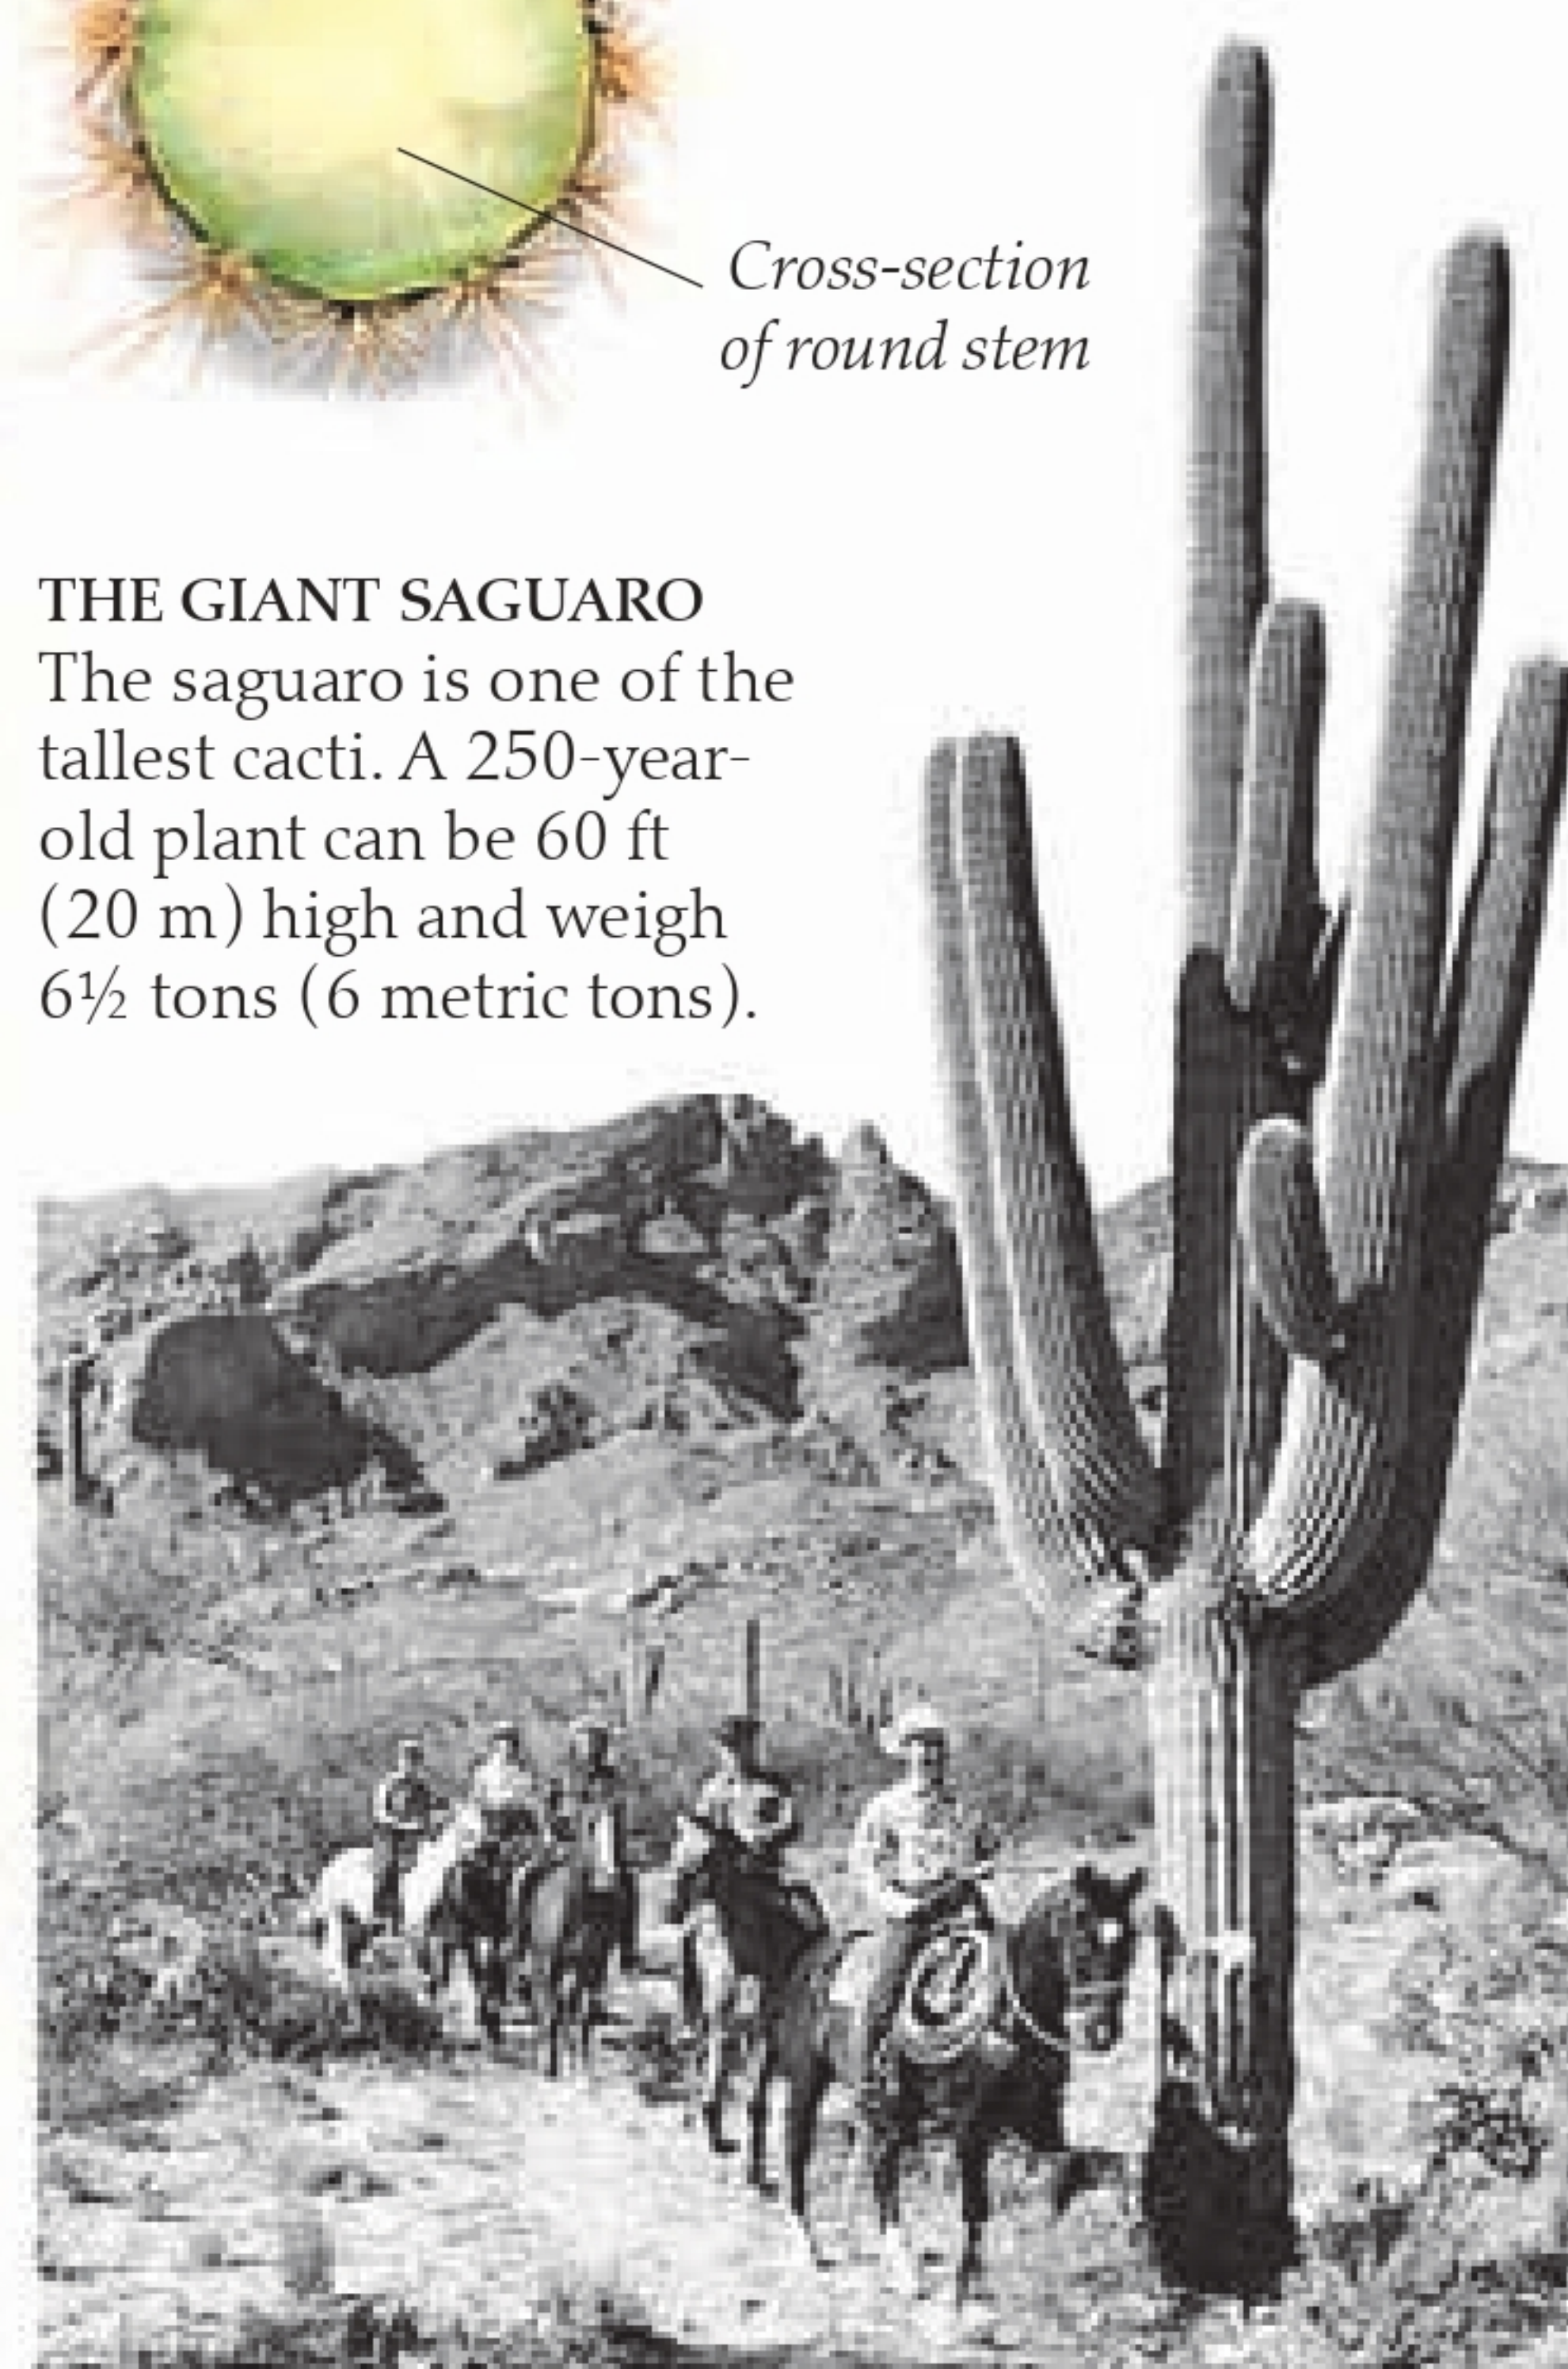 Cross-section
of round stem
THE GIANT SAGUARO
The saguaro is one of the
tallest cacti. A 250-year-
old plant can be 60 ft
(20 m) high and weigh
6½ tons (6 metric tons).